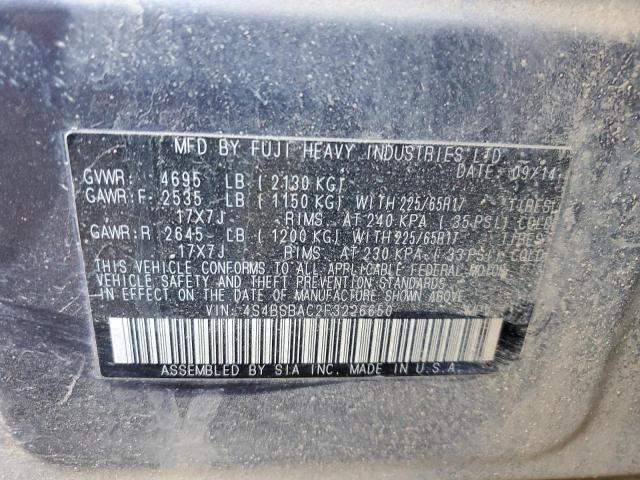 MFD BY FUJI HEAVY INDUSTRIES LTD.
DATE: 09/14
GVWR: 4695 LB ( 2130 KG)
GAWR:F: 2535 LB ( 1150 KG) WITH 225/65R17 TIRES
17X7J RIMS, AT 240 KPA ( 35 PSI) COLD
GAWR:R 2645 LB ( 1200 KG) WITH 225/65R17 TIRES
17X7J RIMS, AT 230 KPA ( 33 PSI) COLD
THIS VEHICLE CONFORMS TO ALL APPLICABLE FEDERAL MOTOR
VEHICLE SAFETY AND THEFT PREVENTION STANDARDS
IN EFFECT ON THE DATE OF MANUFACTURE SHOWN ABOVE.
VIN: 4S4BSBAC2F3226650
ASSEMBLED BY SIA INC. MADE IN U.S.A.